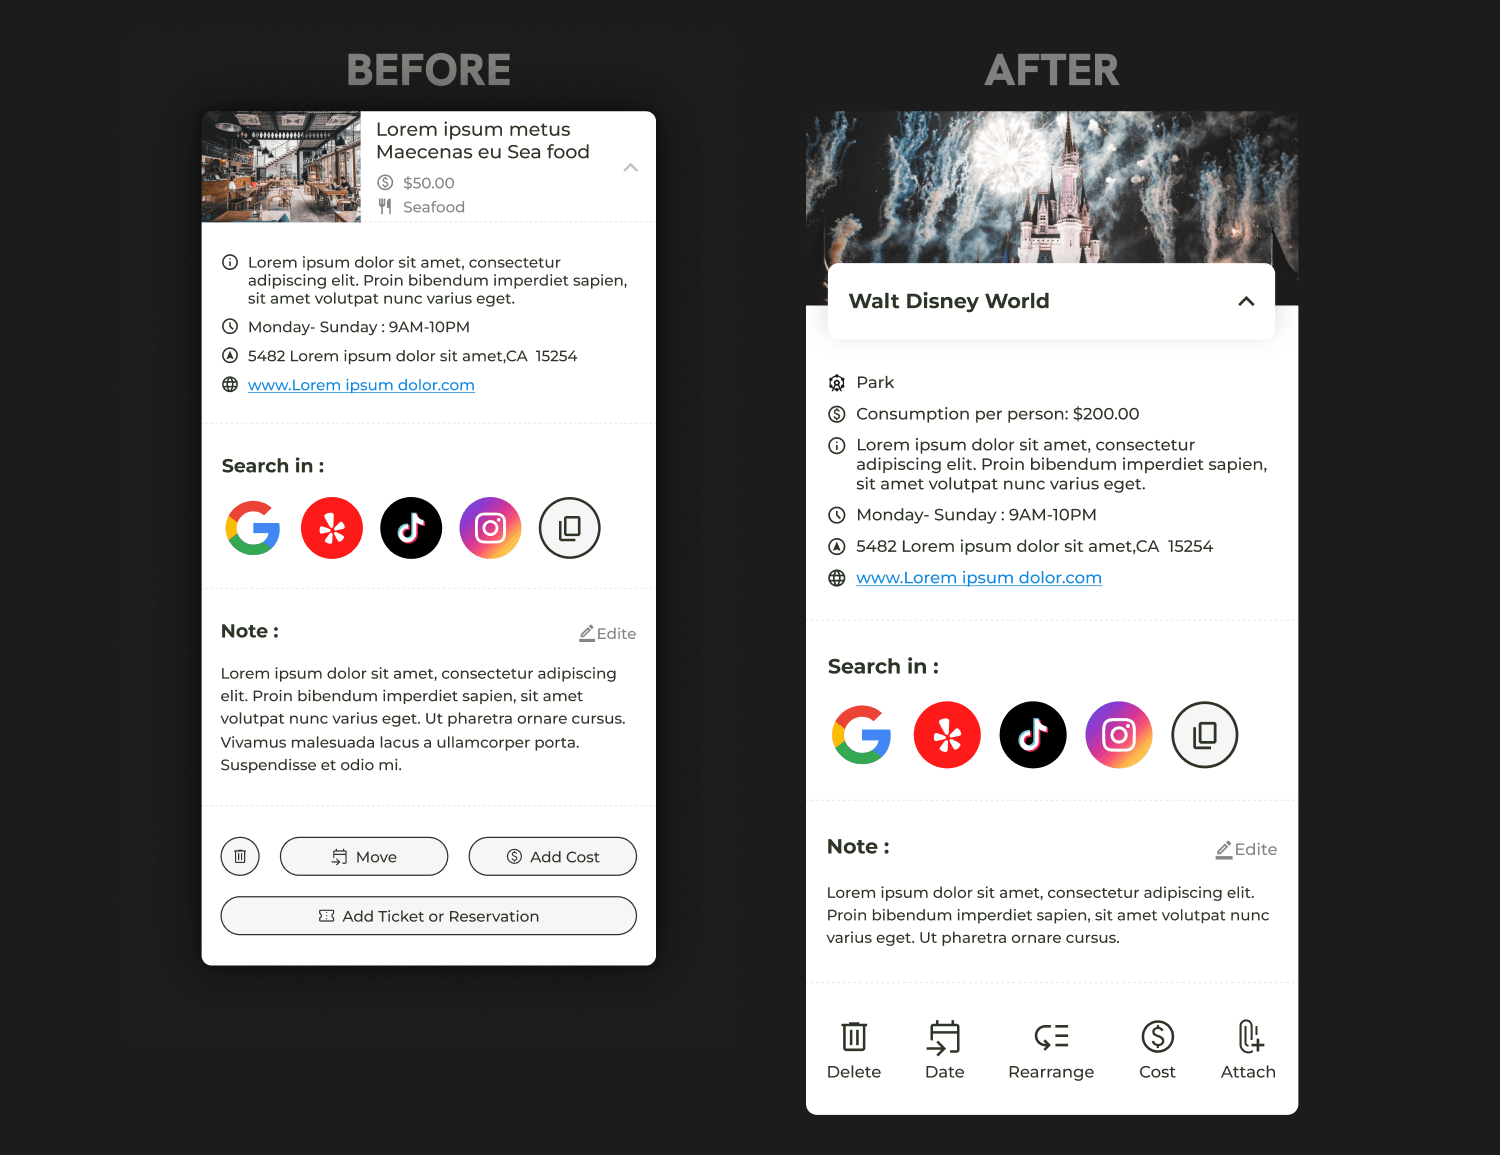 BEFORE
Lorem ipsum metus
Maecenas eu Sea food
$50.00
Seafood
Lorem ipsum dolor sit amet, consectetur
adipiscing elit. Proin bibendum imperdiet sapien,
sit amet volutpat nunc varius eget.
Monday- Sunday : 9AM-10PM
5482 Lorem ipsum dolor sit amet,CA 15254
www.Lorem ipsum dolor.com
Search in :
Note :
Edite
Lorem ipsum dolor sit amet, consectetur adipiscing
elit. Proin bibendum imperdiet sapien, sit amet
volutpat nunc varius eget. Ut pharetra ornare cursus.
Vivamus malesuada lacus a ullamcorper porta.
Suspendisse et odio mi.
Move
Add Cost
Add Ticket or Reservation
AFTER
Walt Disney World
Park
Consumption per person: $200.00
Lorem ipsum dolor sit amet, consectetur
adipiscing elit. Proin bibendum imperdiet sapien,
sit amet volutpat nunc varius eget.
Monday- Sunday : 9AM-10PM
5482 Lorem ipsum dolor sit amet,CA 15254
www.Lorem ipsum dolor.com
Search in :
Note :
Edite
Lorem ipsum dolor sit amet, consectetur adipiscing elit.
Proin bibendum imperdiet sapien, sit amet volutpat nunc
varius eget. Ut pharetra ornare cursus.
Delete
Date
Rearrange
Cost
Attach